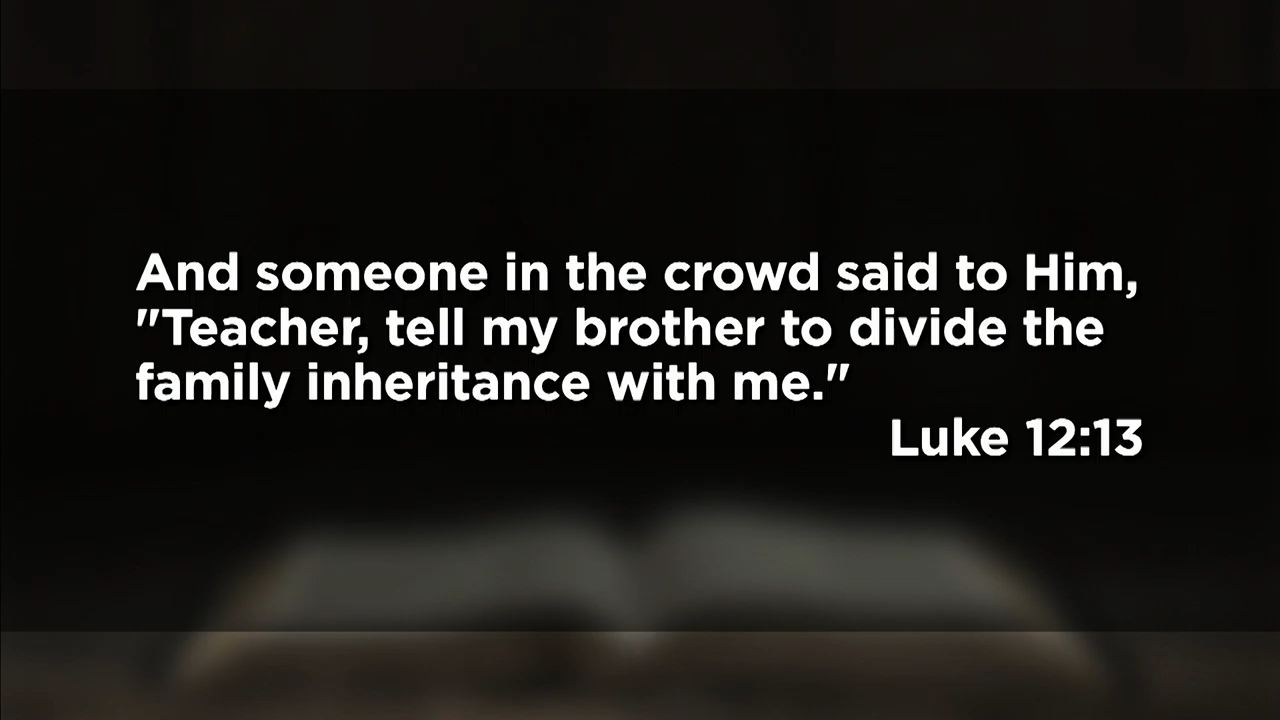 And someone in the crowd said to Him,
"Teacher, tell my brother to divide the
family inheritance with me."
Luke 12:13